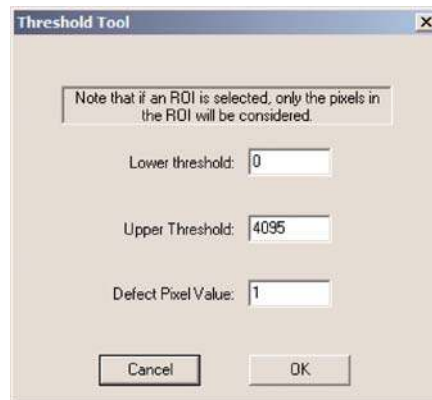 Threshold Tool
Note that if an ROI is selected, only the pixels in
the ROI will be considered.
Lower threshold: 0
Upper Threshold: 4095
Defect Pixel Value: 1
Cancel OK